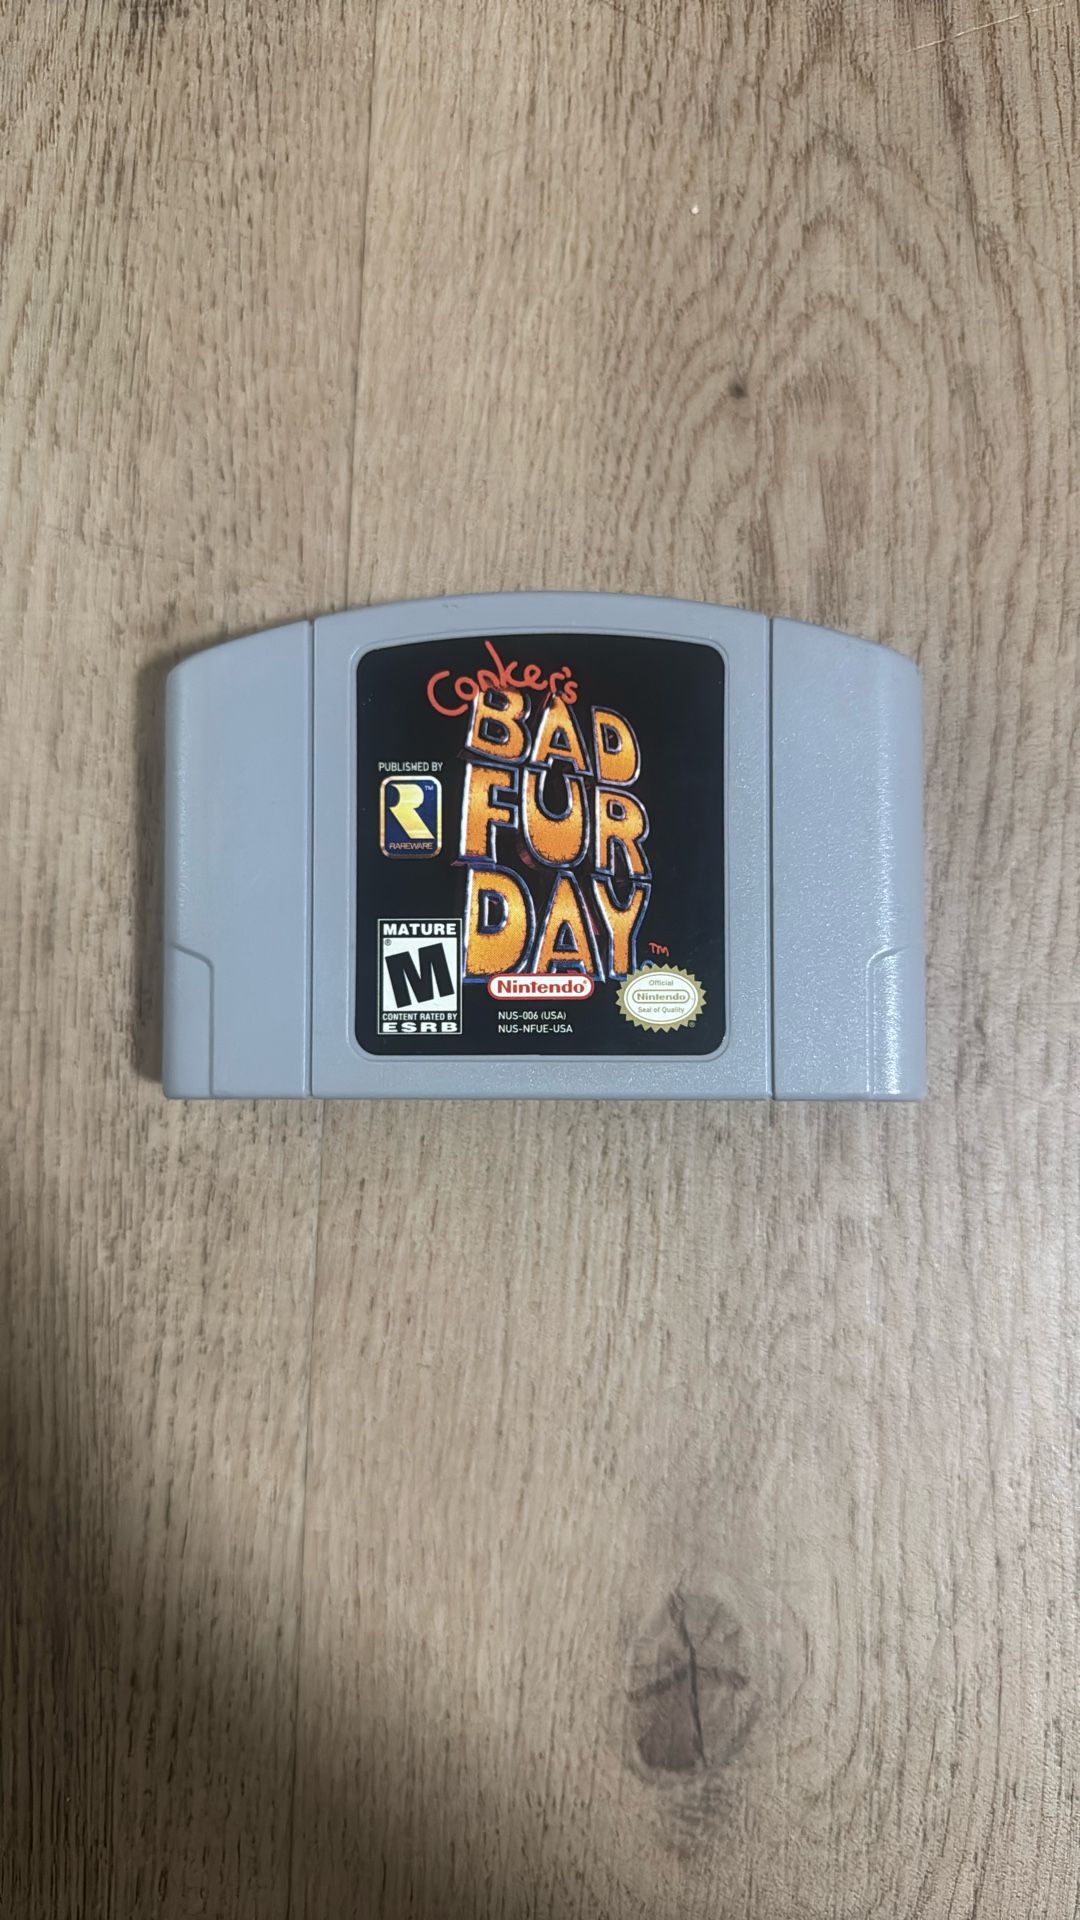 Conker's
BAD
FUR
DAY
TM
PUBLISHED BY
R
TM
RAREWARE
MATURE
M
®
CONTENT RATED BY
ESRB
Nintendo®
NUS-006 (USA)
NUS-NFUE-USA
Official
Nintendo
Seal of Quality
®